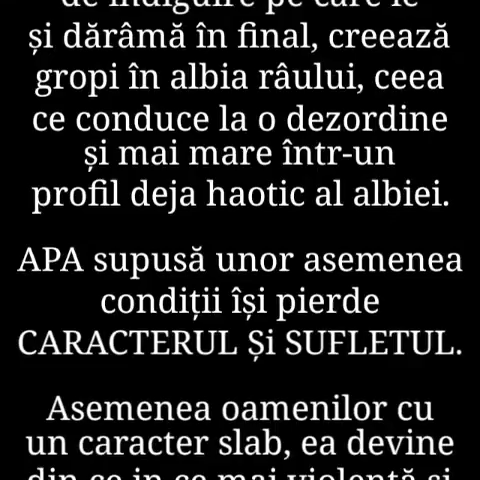 de îndiguire pe care le
și dărâmă în final, creează
gropi în albia râului, ceea
ce conduce la o dezordine
și mai mare într-un
profil deja haotic al albiei.
APA supusă unor asemenea
condiții își pierde
CARACTERUL Și SUFLETUL.
Asemenea oamenilor cu
un caracter slab, ea devine
din ce in ce mai violentă și